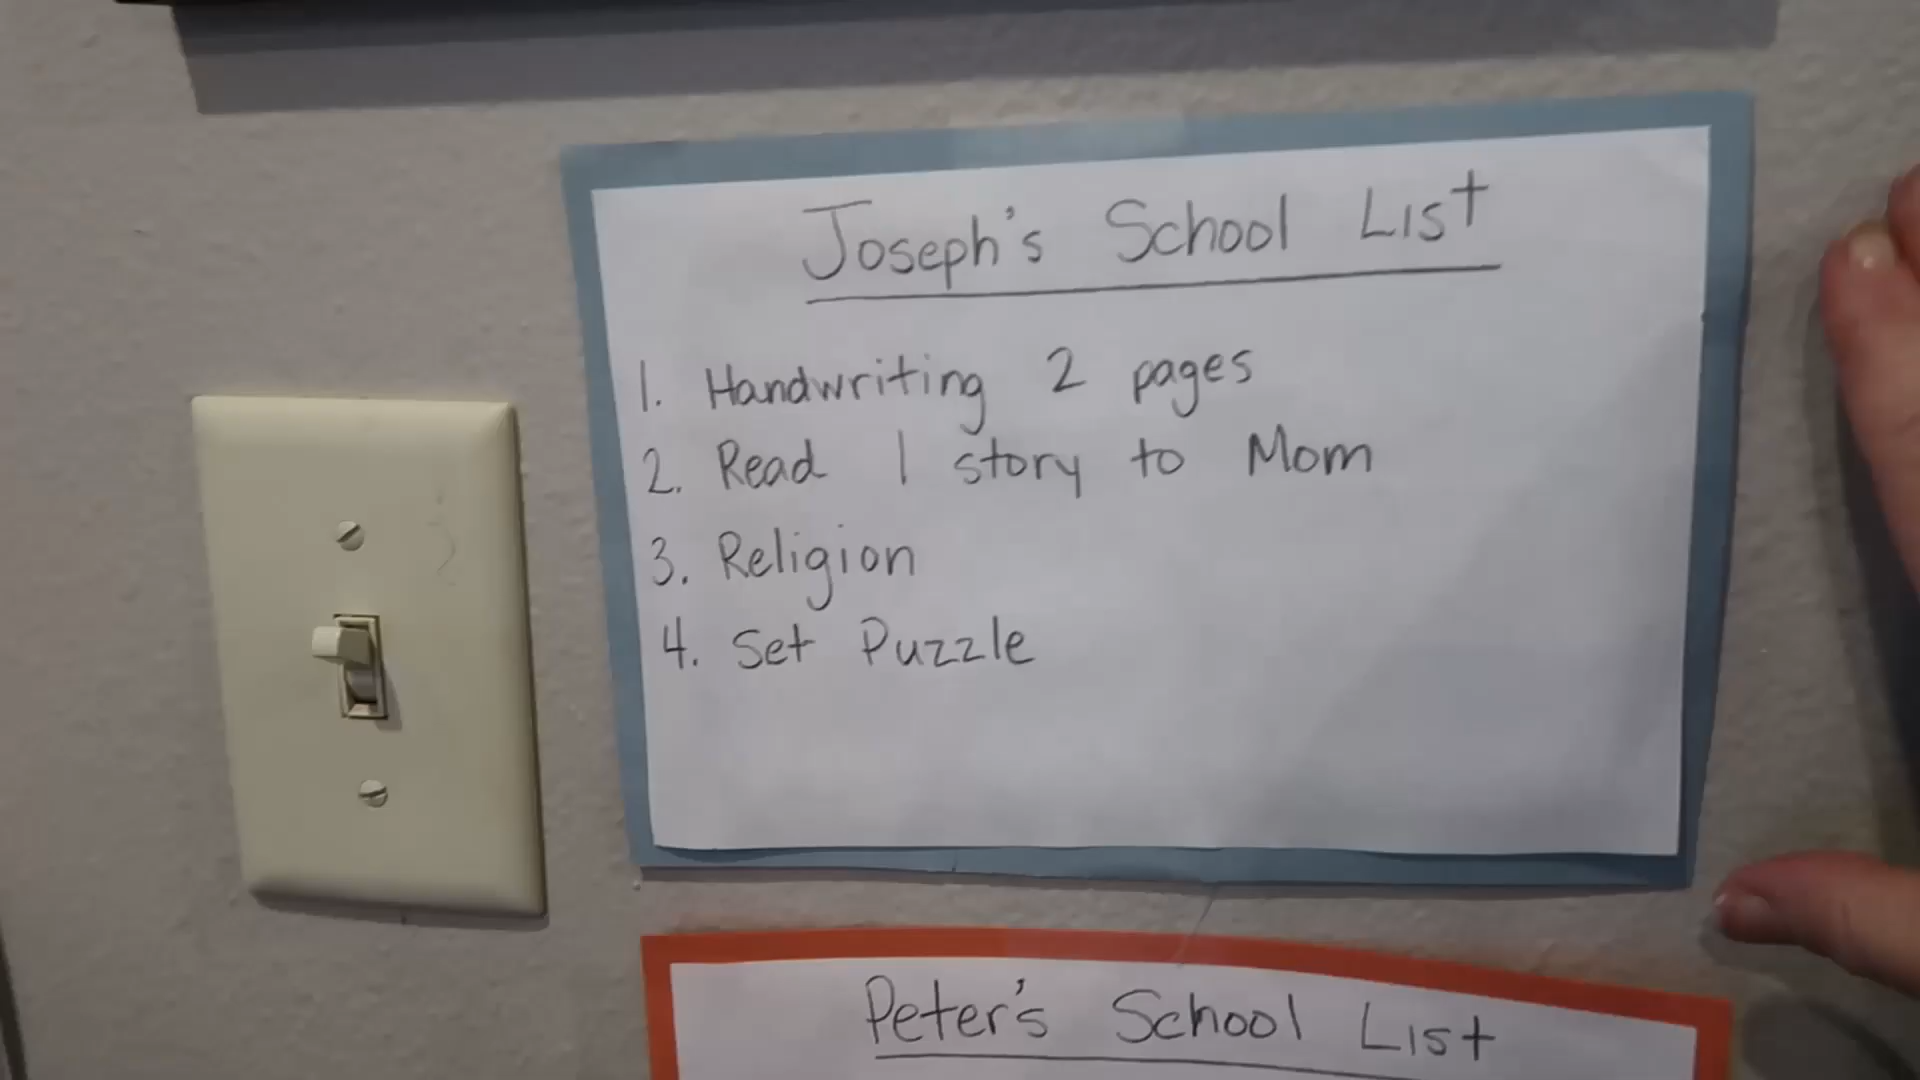 Joseph's School List
1. Handwriting 2 pages
2. Read 1 story to Mom
3. Religion
4. Set Puzzle
Peter's School List